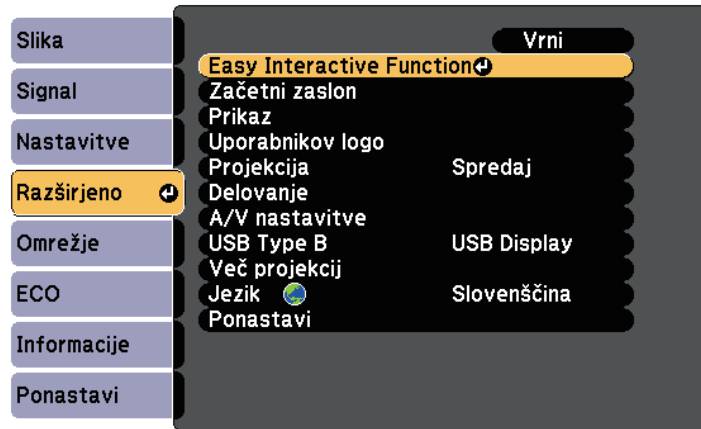 Slika
Signal
Nastavitve
Razširjeno
Omrežje
ECO
Informacije
Ponastavi
Vrni
Easy Interactive Function
Začetni zaslon
Prikaz
Uporabnikov logo
Projekcija Spredaj
Delovanje
A/V nastavitve
USB Type B USB Display
Več projekcij
Jezik Slovenščina
Ponastavi